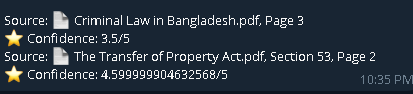 Source: 📄 Criminal Law in Bangladesh.pdf, Page 3
⭐ Confidence: 3.5/5
Source: 📄 The Transfer of Property Act.pdf, Section 53, Page 2
⭐ Confidence: 4.599999904632568/5
10:35 PM